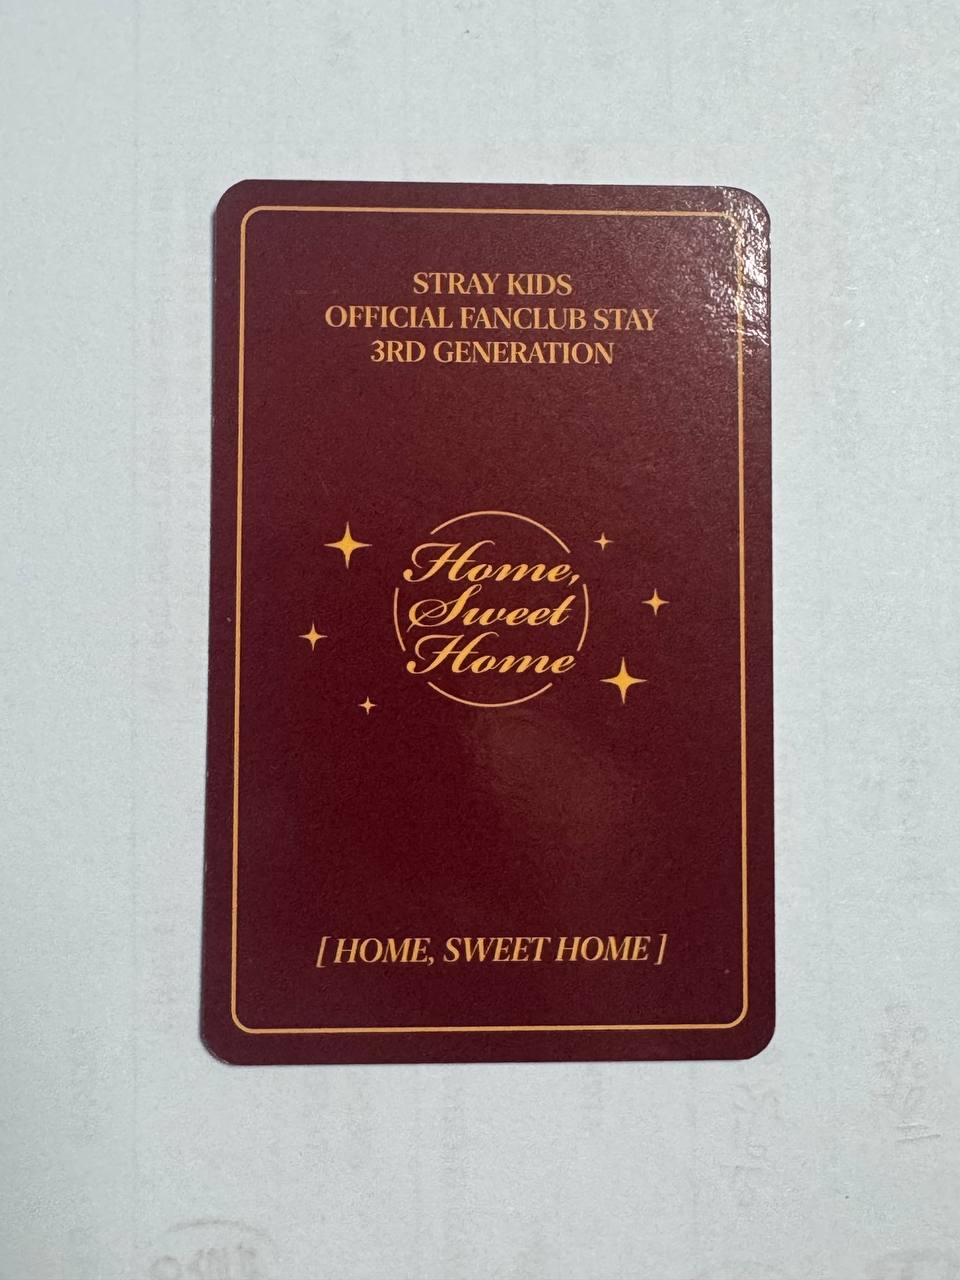 STRAY KIDS
OFFICIAL FANCLUB STAY
3RD GENERATION
Home,
Sweet
Home
[ HOME, SWEET HOME ]